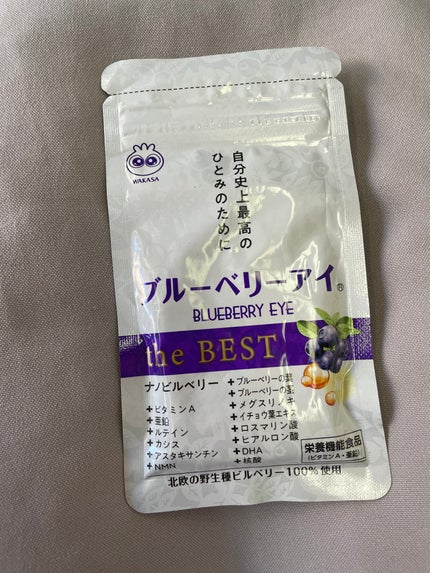 WAKASA
自分史上最高の
ひとみのために
ブルーベリーアイ®
BLUEBERRY EYE
the BEST
ナノビルベリー
+ビタミンA
+亜鉛
+ルテイン
+カシス
+アスタキサンチン
+NMN
+ブルーベリーの葉
+ブルーベリーの茎
+メグスリノキ
+イチョウ葉エキス
+ロスマリン酸
+ヒアルロン酸
+DHA
+核酸
栄養機能食品
(ビタミンA・亜鉛)
北欧の野生種ビルベリー100%使用